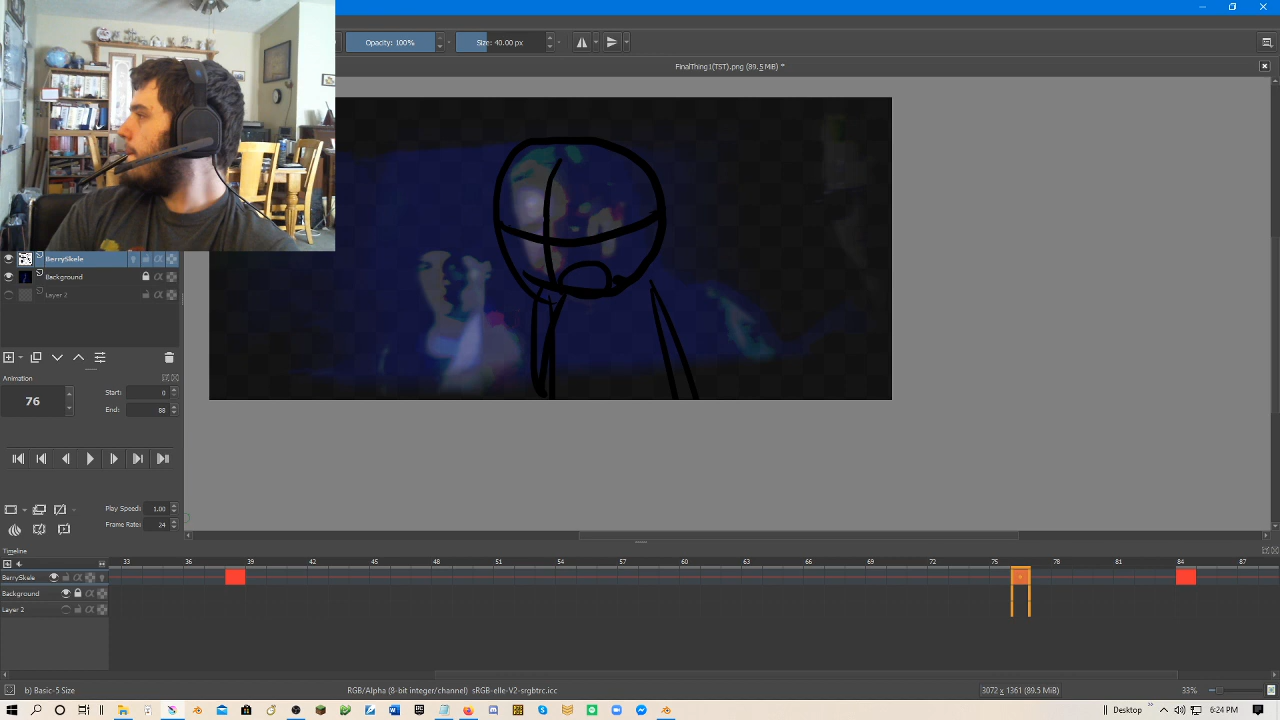 Opacity: 100%
Size: 40.00 px
FinalThing1(TST).png (89.5 MiB) *
BerrySkele
Background
Layer 2
Animation
76
Start: 0
End: 88
Play Speed: 1.00
Frame Rate: 24
Timeline
33 36 39 42 45 48 51 54 57 60 63 66 69 72 75 78 81 84 87
BerrySkele
Background
Layer 2
b) Basic-5 Size
RGB/Alpha (8-bit integer/channel) sRGB-elle-V2-srgbtrc.icc
3072 x 1361 (89.5 MiB)
33%
Desktop
6:24 PM